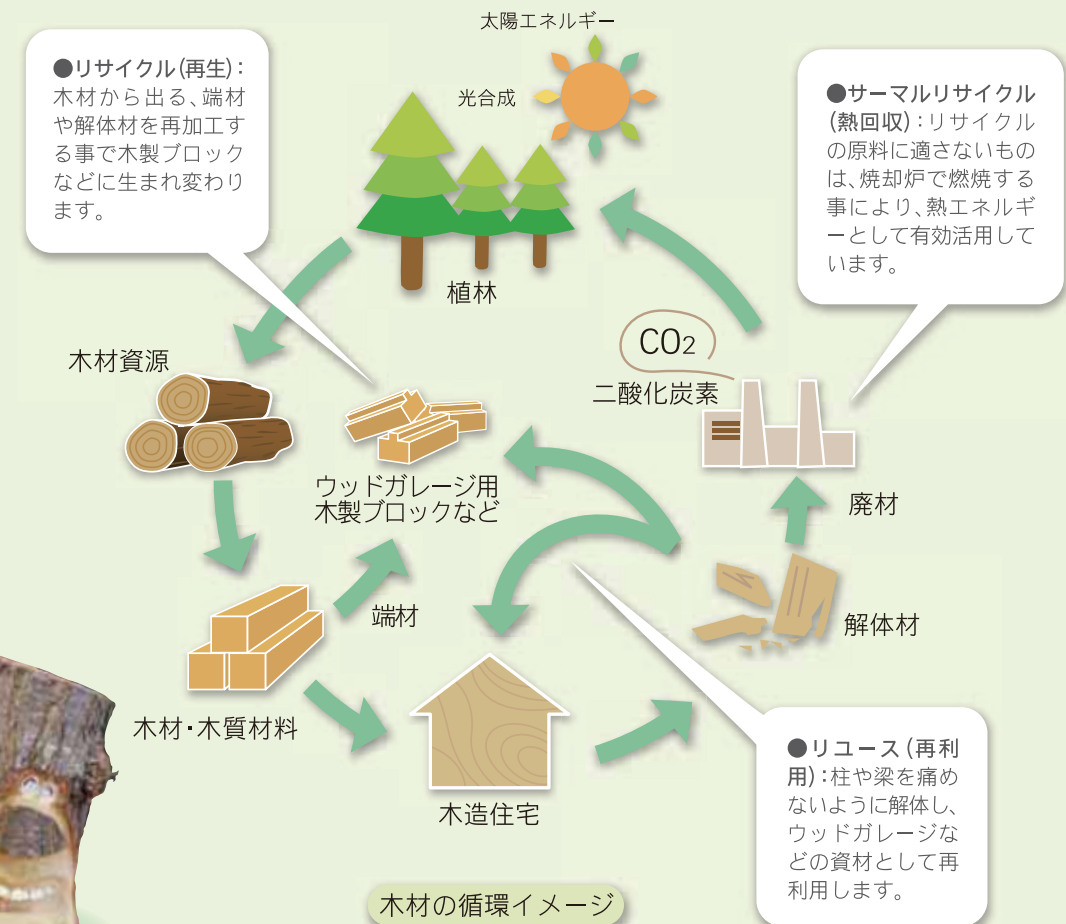 太陽エネルギー
光合成
●リサイクル(再生)：
木材から出る、端材
や解体材を再加工す
る事で木製ブロック
などに生まれ変わり
ます。
●サーマルリサイクル
(熱回収)：リサイクル
の原料に適さないもの
は、焼却炉で燃焼する
事により、熱エネルギ
ーとして有効活用して
います。
植林
CO2
二酸化炭素
木材資源
ウッドガレージ用
木製ブロックなど
廃材
端材
解体材
木材・木質材料
木造住宅
●リユース(再利
用)：柱や梁を痛め
ないように解体し、
ウッドガレージな
どの資材として再
利用します。
木材の循環イメージ